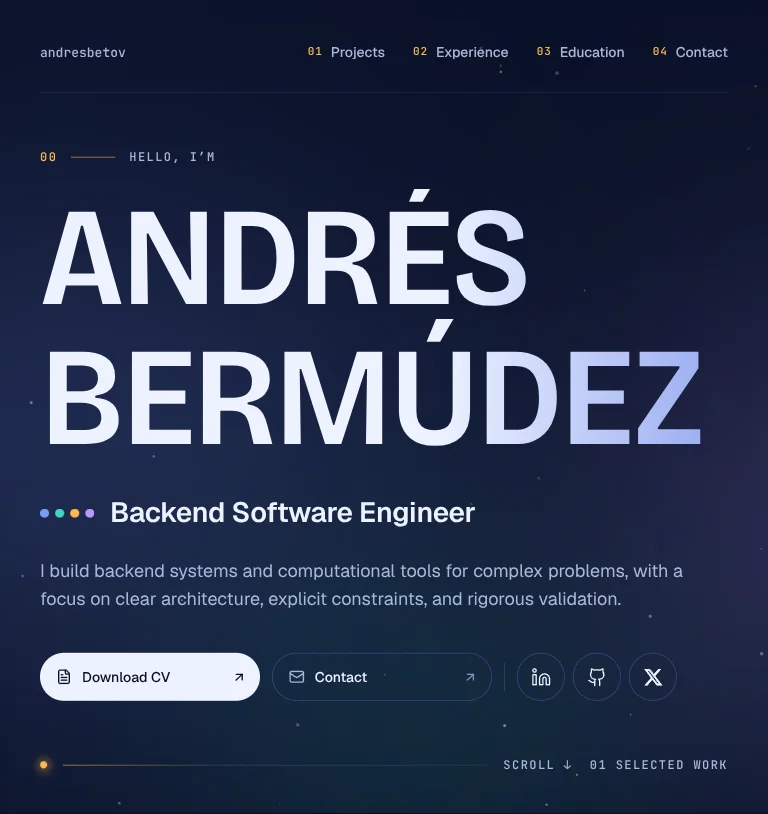 andresbetov
01 Projects 02 Experience 03 Education 04 Contact
00 HELLO, I’M
ANDRÉS
BERMÚDEZ
Backend Software Engineer
I build backend systems and computational tools for complex problems, with a
focus on clear architecture, explicit constraints, and rigorous validation.
Download CV
Contact
SCROLL ↓ 01 SELECTED WORK